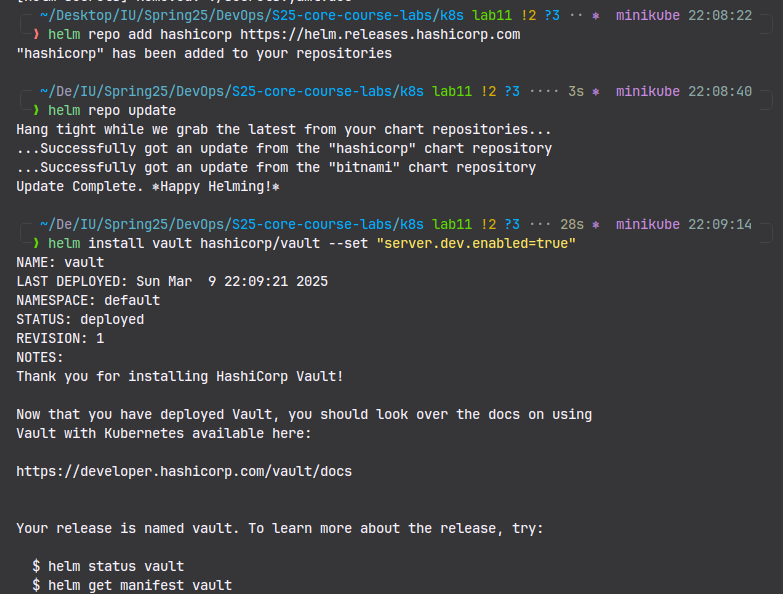 ~/Desktop/IU/Spring25/DevOps/S25-core-course-labs/k8s lab11 !2 ?3 ·· ⎈ minikube 22:08:22
❯ helm repo add hashicorp https://helm.releases.hashicorp.com
"hashicorp" has been added to your repositories
~/De/IU/Spring25/DevOps/S25-core-course-labs/k8s lab11 !2 ?3 ···· 3s ⎈ minikube 22:08:40
❯ helm repo update
Hang tight while we grab the latest from your chart repositories...
...Successfully got an update from the "hashicorp" chart repository
...Successfully got an update from the "bitnami" chart repository
Update Complete. ⎈Happy Helming!⎈
~/De/IU/Spring25/DevOps/S25-core-course-labs/k8s lab11 !2 ?3 ··· 28s ⎈ minikube 22:09:14
❯ helm install vault hashicorp/vault --set "server.dev.enabled=true"
NAME: vault
LAST DEPLOYED: Sun Mar  9 22:09:21 2025
NAMESPACE: default
STATUS: deployed
REVISION: 1
NOTES:
Thank you for installing HashiCorp Vault!
Now that you have deployed Vault, you should look over the docs on using
Vault with Kubernetes available here:
https://developer.hashicorp.com/vault/docs
Your release is named vault. To learn more about the release, try:
$ helm status vault
$ helm get manifest vault